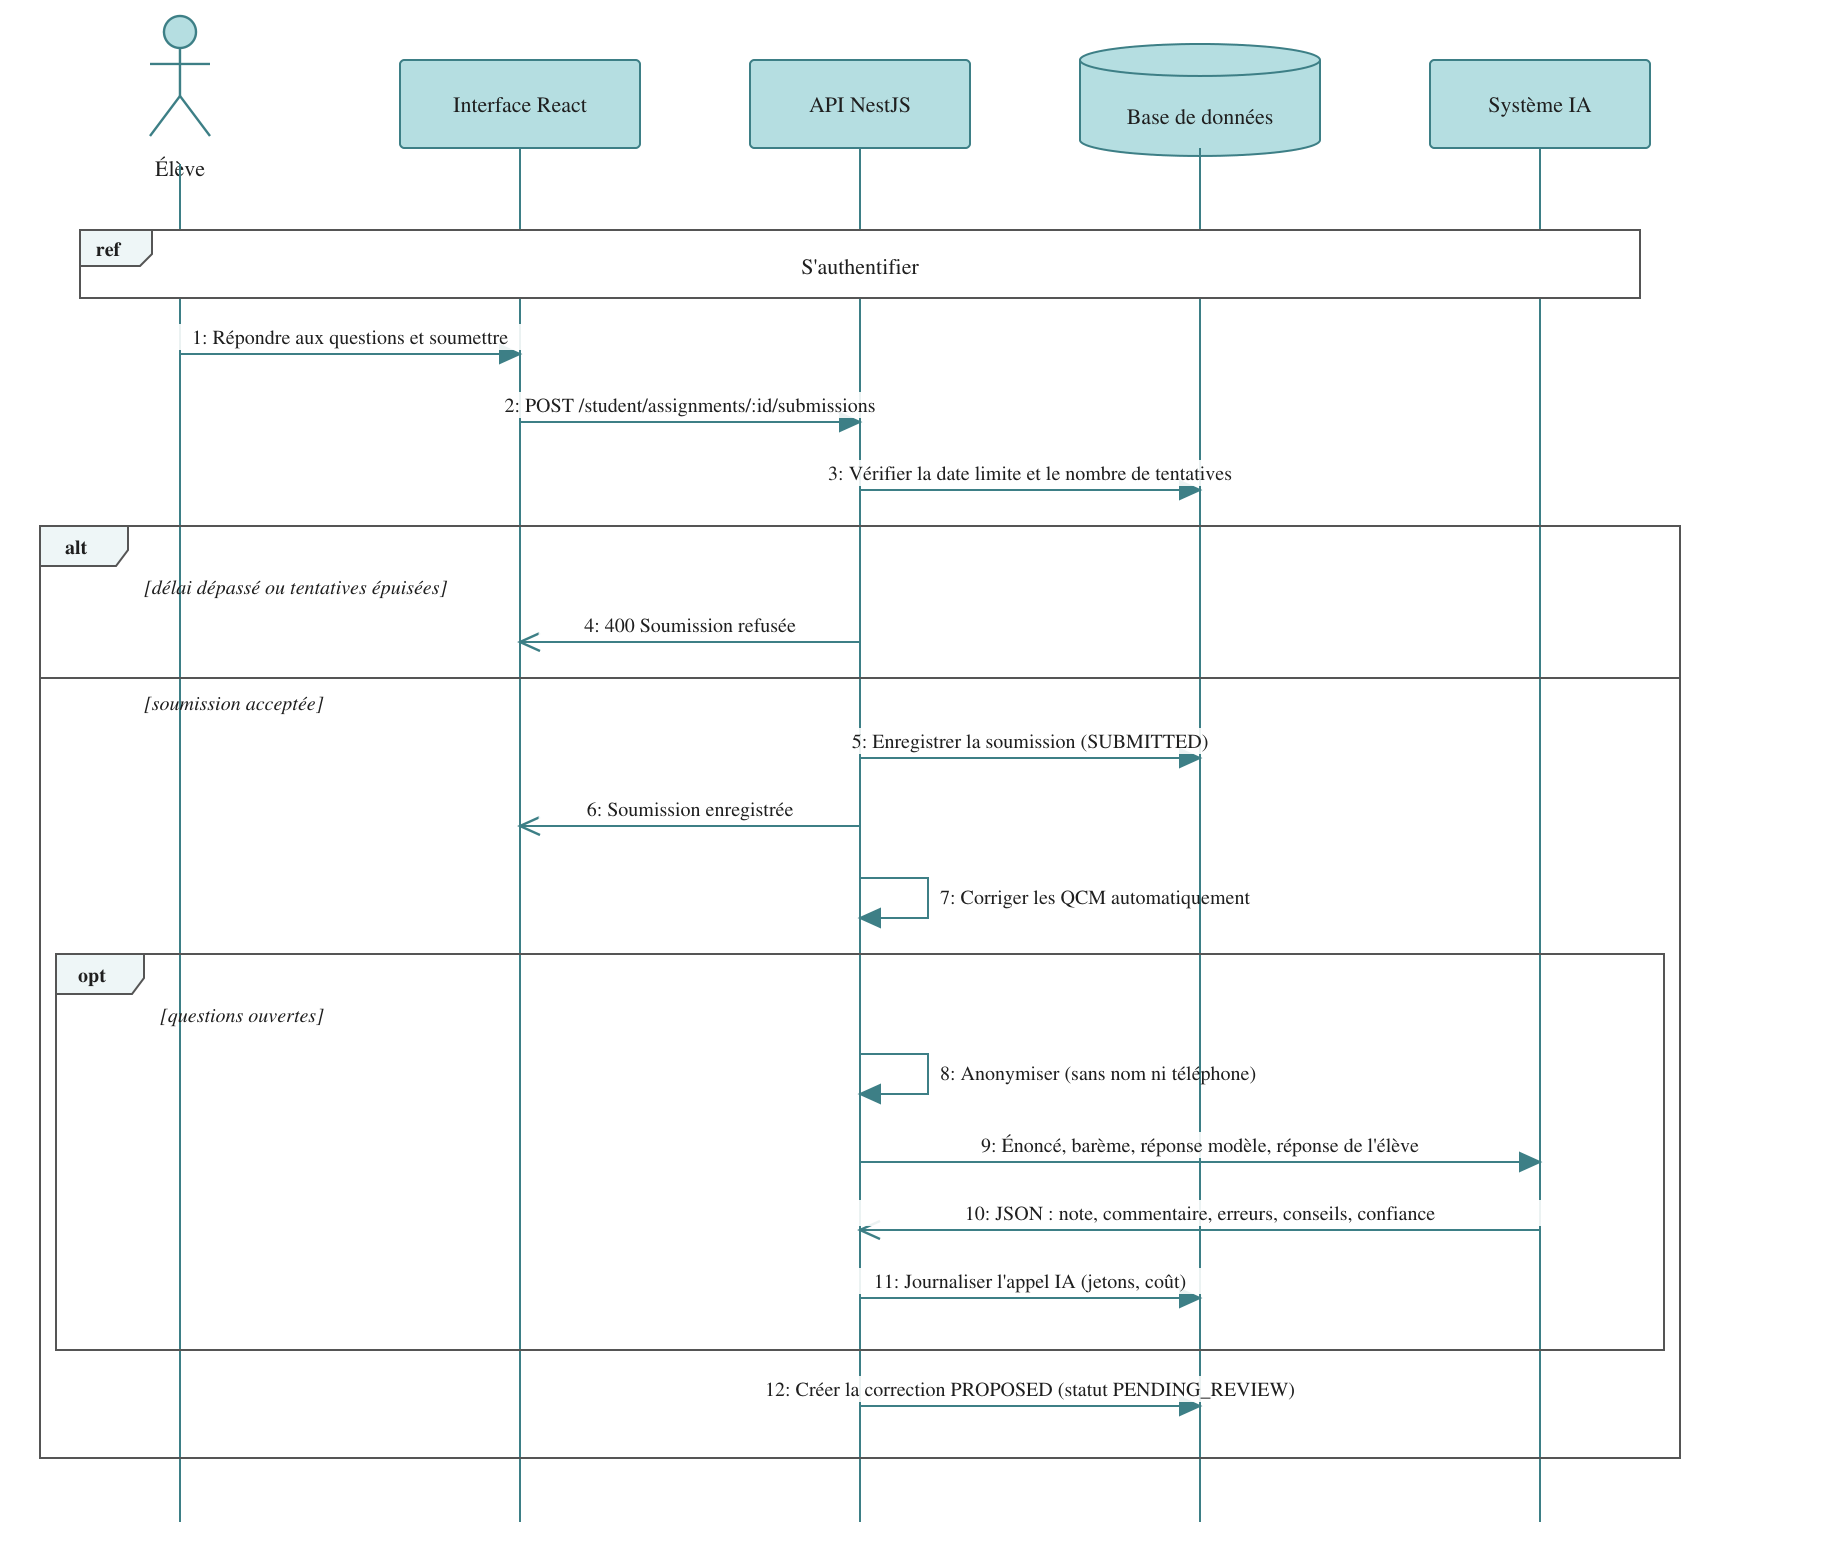 Élève
Interface React
API NestJS
Base de données
Système IA
ref
S'authentifier
1: Répondre aux questions et soumettre
2: POST /student/assignments/:id/submissions
3: Vérifier la date limite et le nombre de tentatives
alt
[délai dépassé ou tentatives épuisées]
4: 400 Soumission refusée
[soumission acceptée]
5: Enregistrer la soumission (SUBMITTED)
6: Soumission enregistrée
7: Corriger les QCM automatiquement
opt
[questions ouvertes]
8: Anonymiser (sans nom ni téléphone)
9: Énoncé, barème, réponse modèle, réponse de l'élève
10: JSON : note, commentaire, erreurs, conseils, confiance
11: Journaliser l'appel IA (jetons, coût)
12: Créer la correction PROPOSED (statut PENDING_REVIEW)